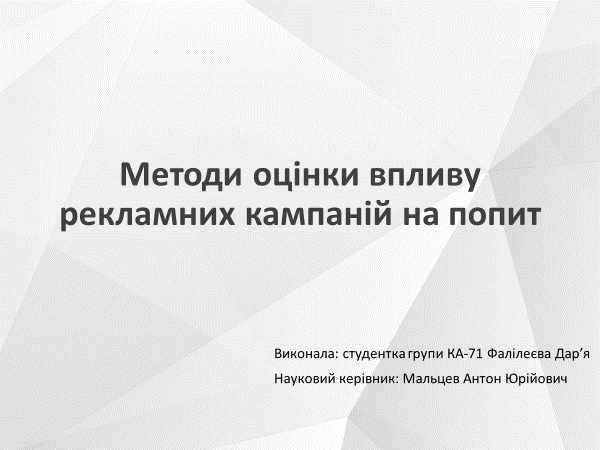 Методи оцінки впливу
рекламних кампаній на попит
Виконала: студентка групи КА-71 Фалілеєва Дар’я
Науковий керівник: Мальцев Антон Юрійович